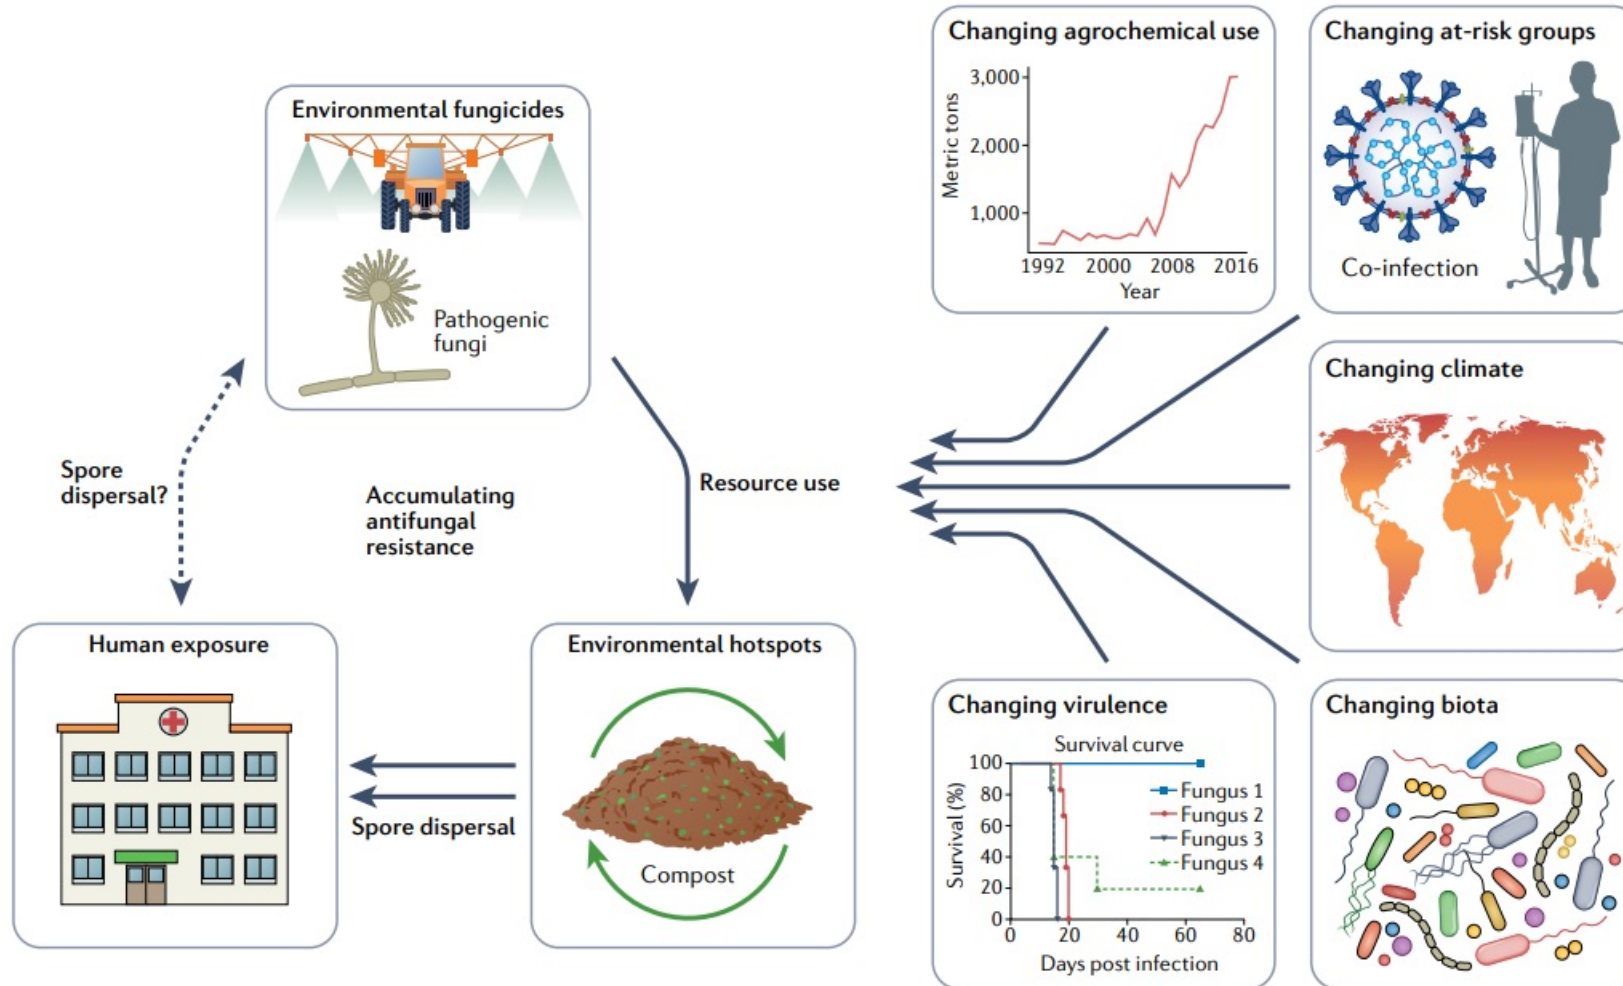 Environmental fungicides
Pathogenic
fungi
Spore
dispersal?
Accumulating
antifungal
resistance
Resource use
Human exposure
Spore dispersal
Environmental hotspots
Compost
Changing agrochemical use
Metric tons
3,000
2,000
1,000
1992 2000 2008 2016
Year
Changing at-risk groups
Co-infection
Changing climate
Changing virulence
Survival curve
Survival (%)
100
80
60
40
20
0
Fungus 1
Fungus 2
Fungus 3
Fungus 4
0 20 40 60 80
Days post infection
Changing biota